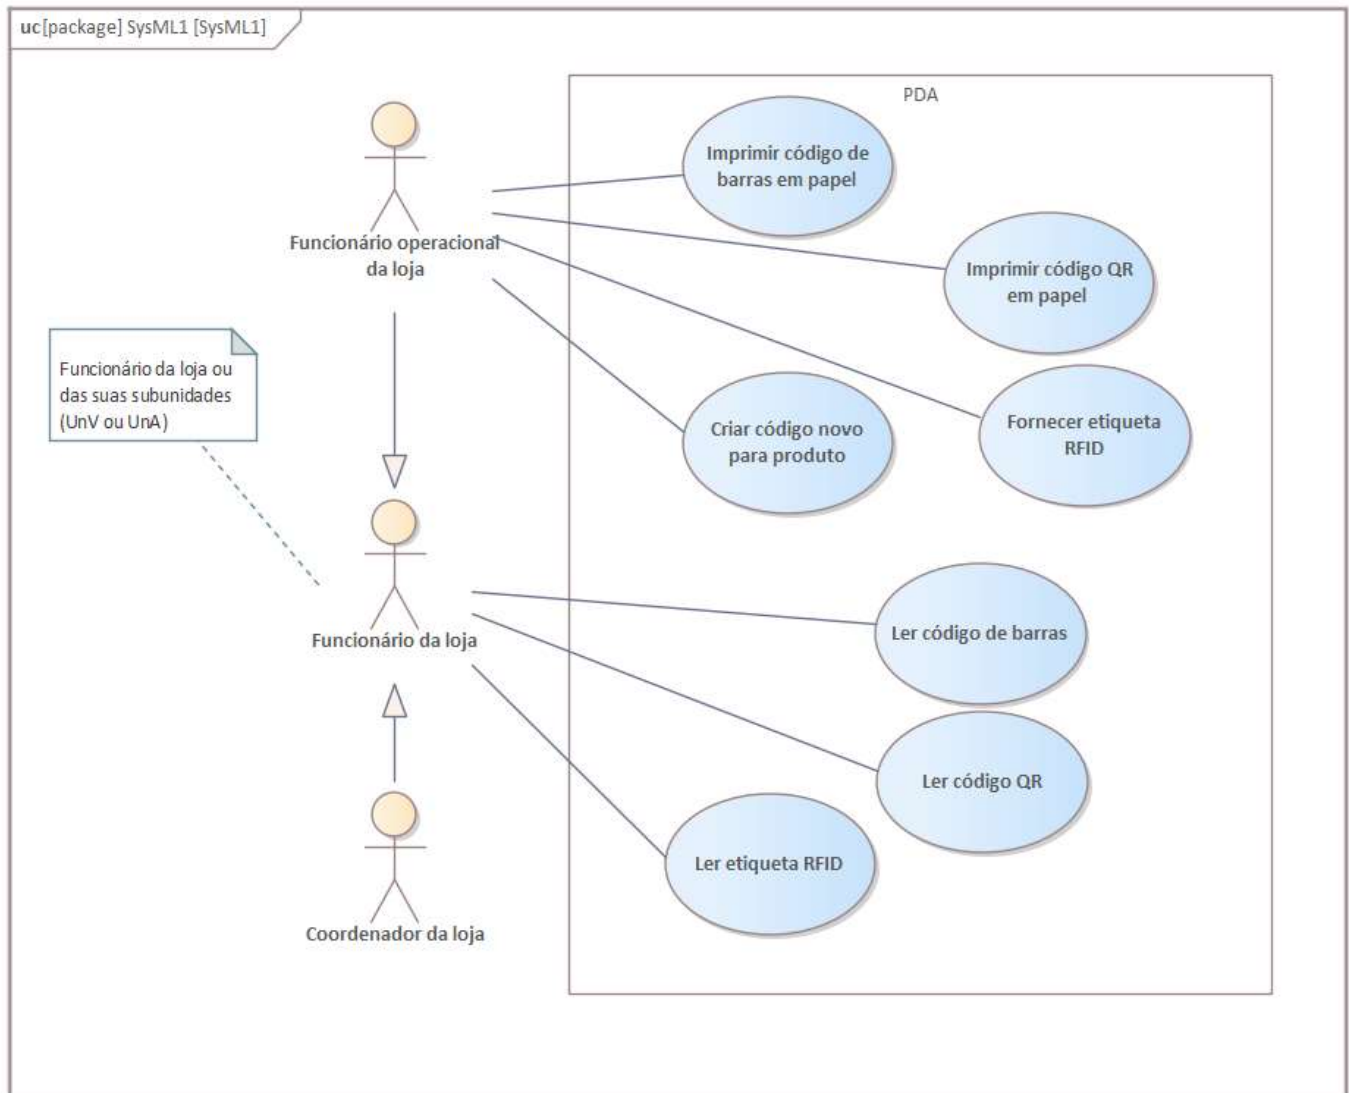 uc [package] SysML1 [SysML1]
PDA
Imprimir código de
barras em papel
Funcionário operacional
da loja
Imprimir código QR
em papel
Funcionário da loja ou
das suas subunidades
(UnV ou UnA)
Criar código novo
para produto
Fornecer etiqueta
RFID
Funcionário da loja
Ler código de barras
Ler código QR
Ler etiqueta RFID
Coordenador da loja